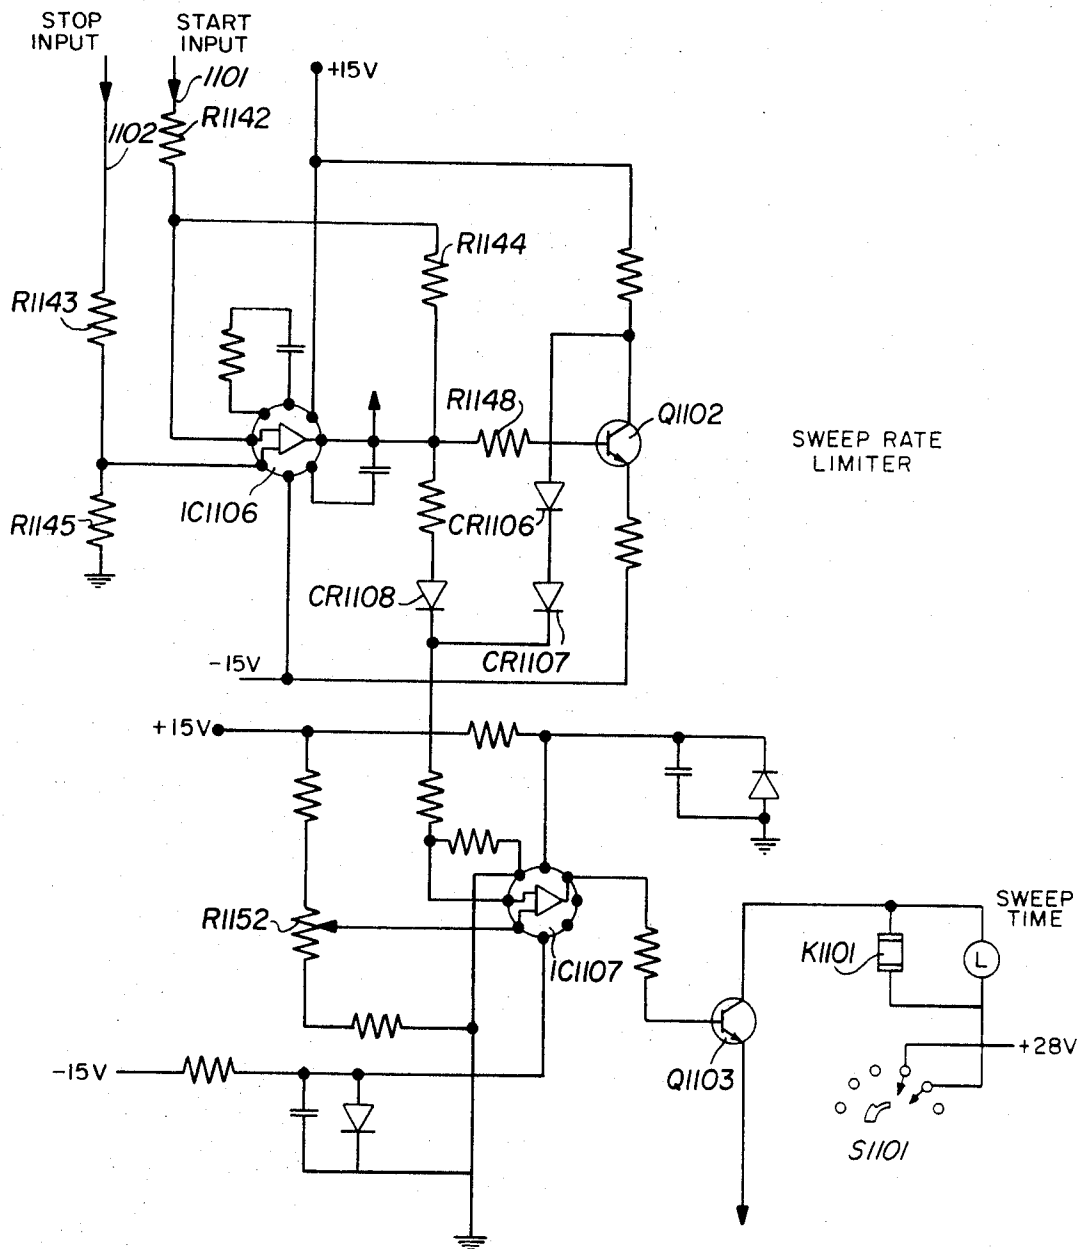 STOP
INPUT
START
INPUT
1101
+15V
R1142
1102
R1144
R1143
R1148
Q1102
SWEEP RATE
LIMITER
IC1106
CR1106
R1145
CR1108
CR1107
-15V
+15V
R1152
IC1107
SWEEP
TIME
K1101
L
Q1103
+28V
-15V
S1101